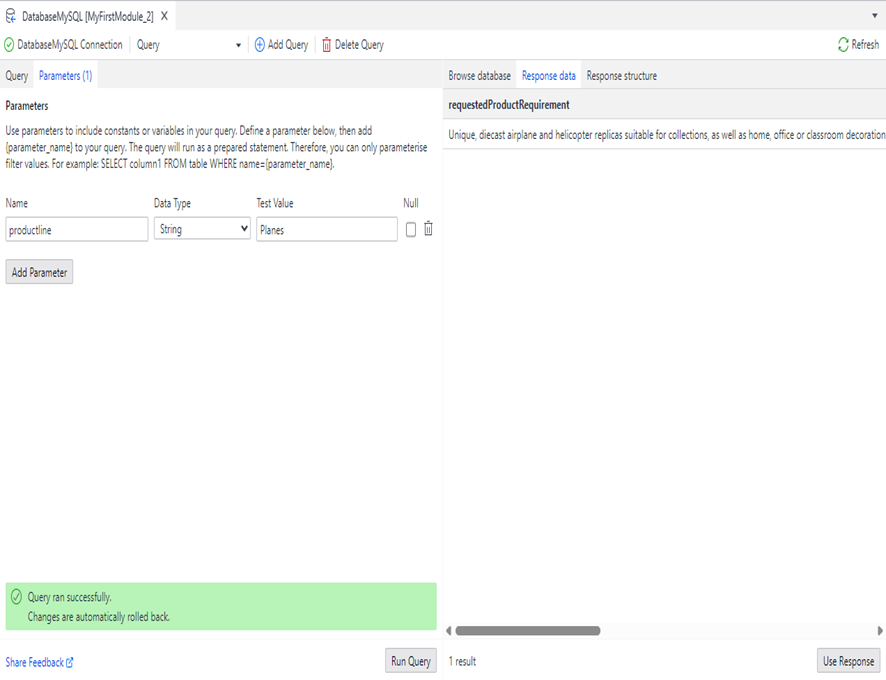 DatabaseMySQL [MyFirstModule_2] X
DatabaseMySQL Connection Query Add Query Delete Query Refresh
Query Parameters (1)
Parameters
Use parameters to include constants or variables in your query. Define a parameter below, then add
{parameter_name} to your query. The query will run as a prepared statement. Therefore, you can only parameterise
filter values. For example: SELECT column1 FROM table WHERE name={parameter_name}.
Name Data Type Test Value Null
productline String Planes
Add Parameter
Query ran successfully.
Changes are automatically rolled back.
Share Feedback Run Query
Browse database Response data Response structure
requestedProductRequirement
Unique, diecast airplane and helicopter replicas suitable for collections, as well as home, office or classroom decoration
1 result Use Response